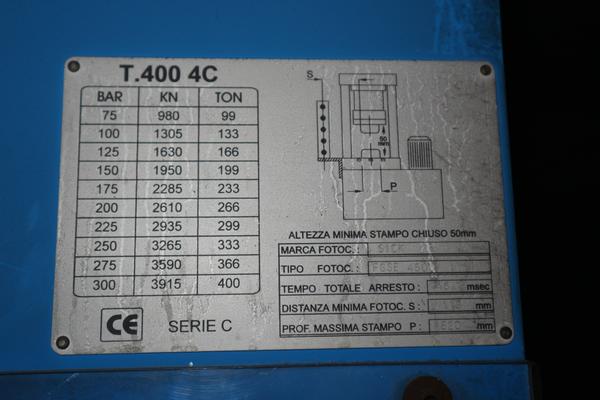 T.400 4C
BAR KN TON
75 980 99
100 1305 133
125 1630 166
150 1950 199
175 2285 233
200 2610 266
225 2935 299
250 3265 333
275 3590 366
300 3915 400
CE SERIE C
S
50 mm
P
ALTEZZA MINIMA STAMPO CHIUSO 50mm
MARCA FOTOC.: SICK
TIPO FOTOC.:
TEMPO TOTALE ARRESTO: msec
DISTANZA MINIMA FOTOC. S: mm
PROF. MASSIMA STAMPO P: mm